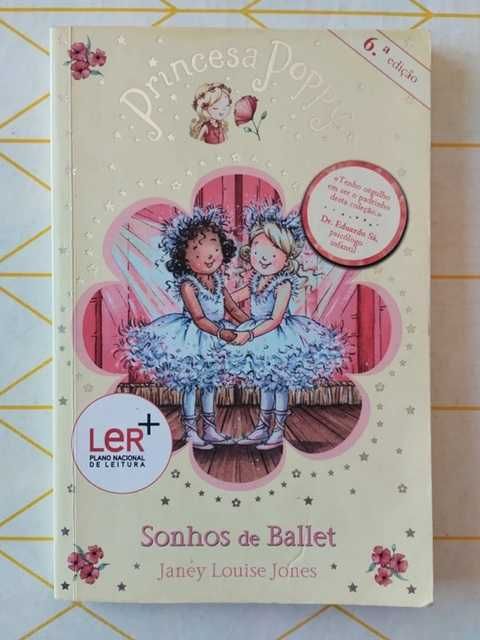 Princesa Poppy
6.ª edição
«Tenho orgulho
em ser o padrinho
desta coleção.»
Dr. Eduardo Sá,
psicólogo
infantil
LeR+
PLANO NACIONAL
DE LEITURA
Sonhos de Ballet
Janey Louise Jones